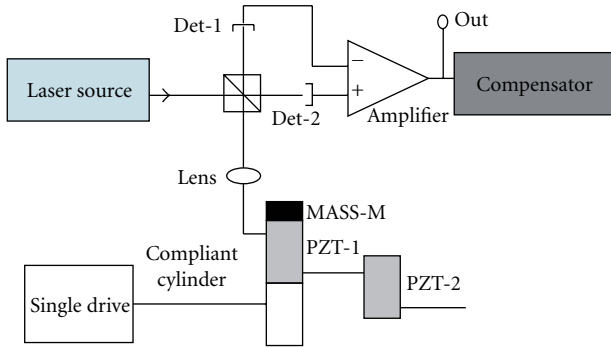 Det-1
Out
Laser source
−
+
Det-2
Amplifier
Compensator
Lens
MASS-M
PZT-1
Compliant
cylinder
PZT-2
Single drive